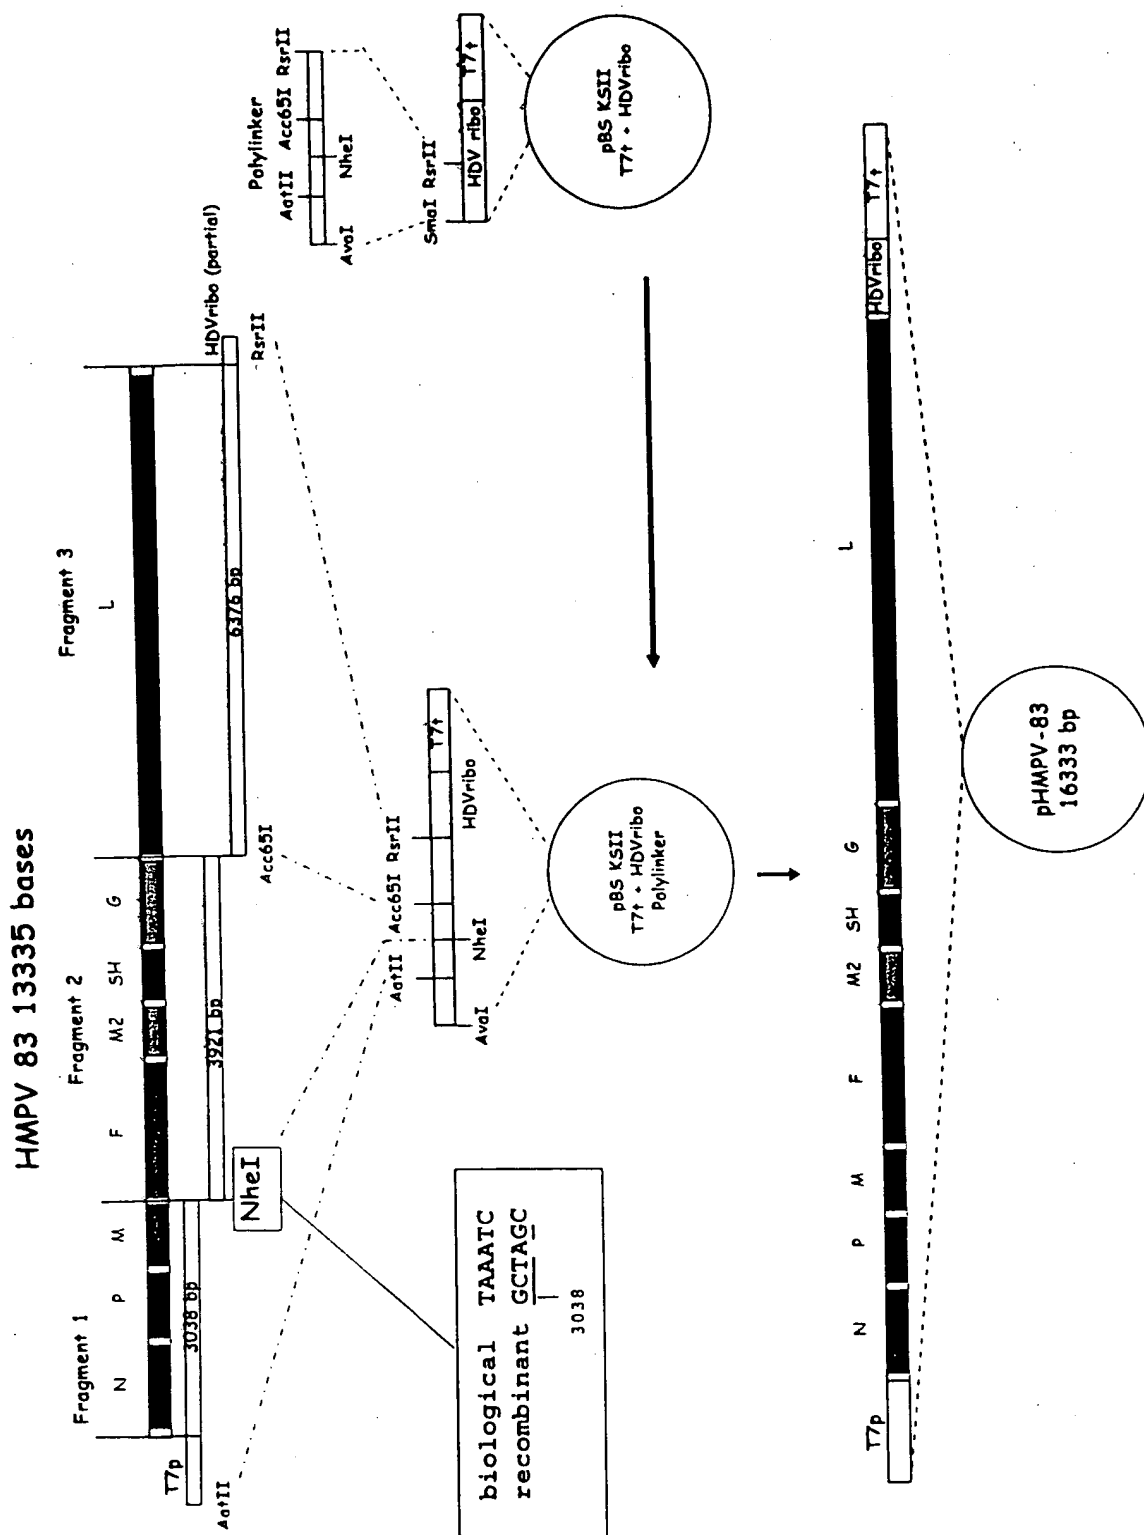 HMPV 83 13335 bases
Fragment 1
Fragment 2
Fragment 3
N
P
M
F
M2
SH
G
L
T7p
3038 bp
3921 bp
6376 bp
HDVribo (partial)
AatII
NheI
Acc65I
RsrII
biological TAAATC
recombinant GCTAGC
3038
AatII
Acc65I RsrII
T7t
AvaI
NheI
HDVribo
pBS KSII
T7t + HDVribo
Polylinker
Polylinker
AatII
Acc65I RsrII
AvaI
NheI
SmaI RsrII
HDV ribo
T7t
pBS KSII
T7t + HDVribo
T7p
N
P
M
F
M2
SH
G
L
HDVribo
T7t
pHMPV-83
16333 bp